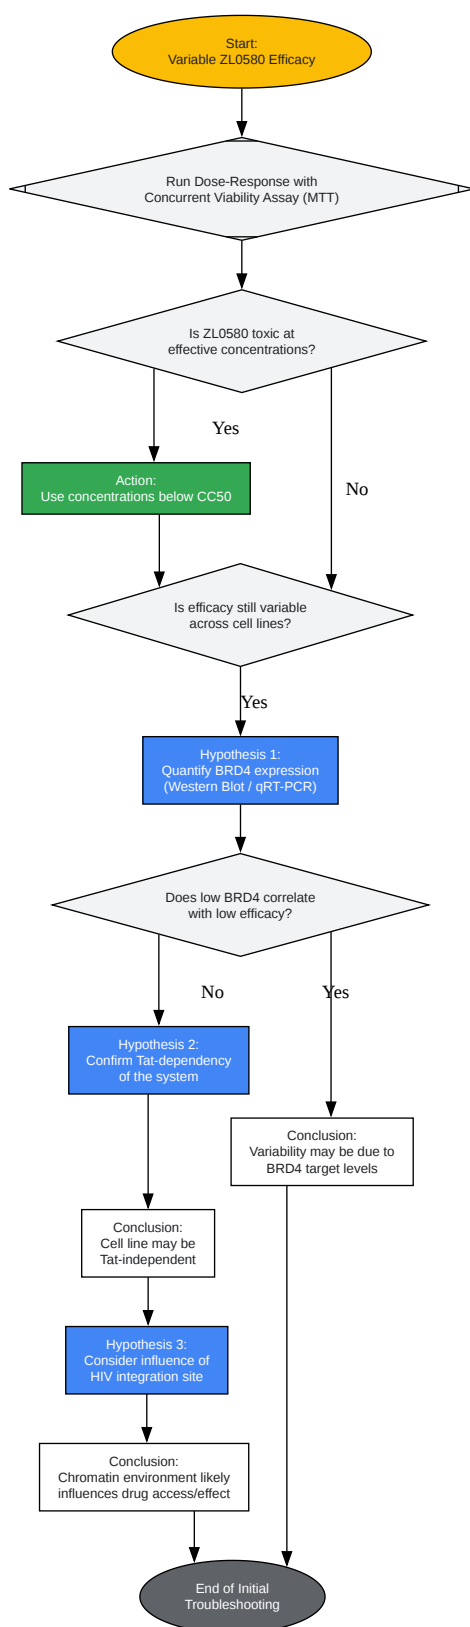 Start:
Variable ZL0580 Efficacy
Run Dose-Response with
Concurrent Viability Assay (MTT)
Is ZL0580 toxic at
effective concentrations?
Yes
Action:
Use concentrations below CC50
No
Is efficacy still variable
across cell lines?
Yes
Hypothesis 1:
Quantify BRD4 expression
(Western Blot / qRT-PCR)
Does low BRD4 correlate
with low efficacy?
No
Yes
Hypothesis 2:
Confirm Tat-dependency
of the system
Conclusion:
Variability may be due to
BRD4 target levels
Conclusion:
Cell line may be
Tat-independent
Hypothesis 3:
Consider influence of
HIV integration site
Conclusion:
Chromatin environment likely
influences drug access/effect
End of Initial
Troubleshooting